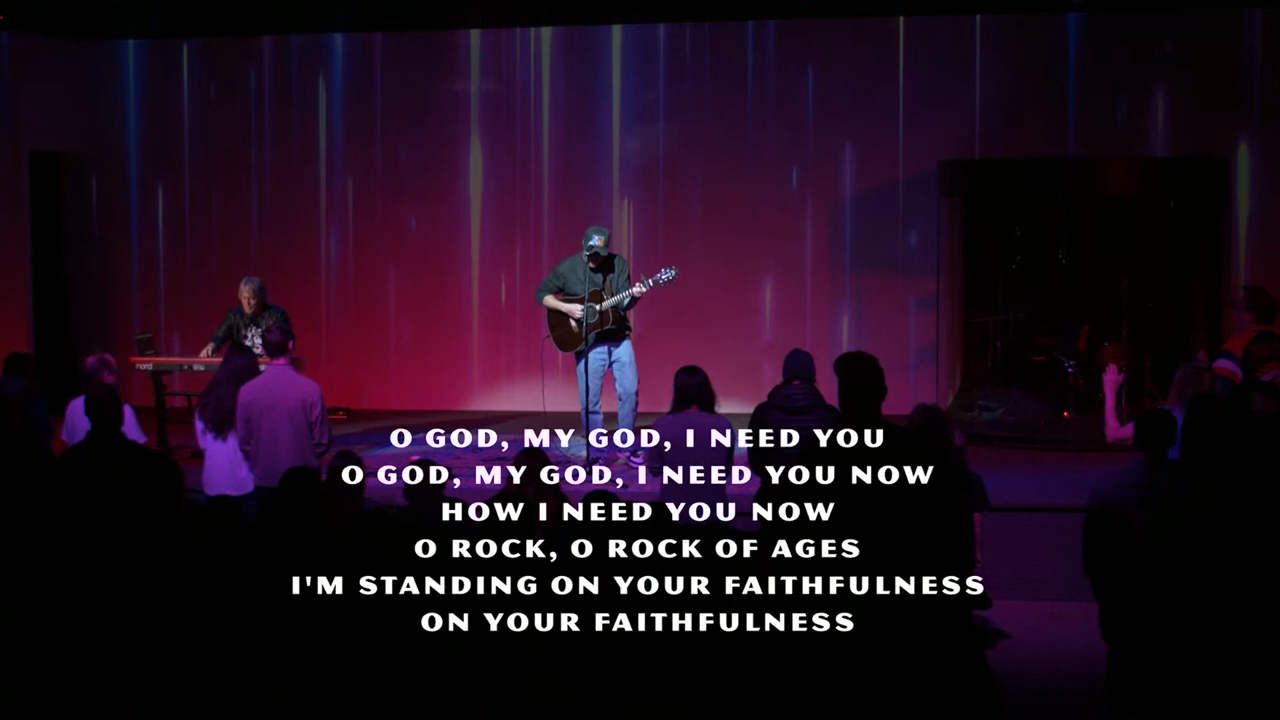 nord
O GOD, MY GOD, I NEED YOU
O GOD, MY GOD, I NEED YOU NOW
HOW I NEED YOU NOW
O ROCK, O ROCK OF AGES
I'M STANDING ON YOUR FAITHFULNESS
ON YOUR FAITHFULNESS